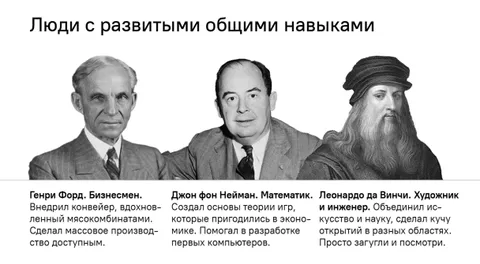 Люди с развитыми общими навыками
Генри Форд. Бизнесмен.
Внедрил конвейер, вдохнов-
ленный мясокомбинатами.
Сделал массовое производ-
ство доступным.
Джон фон Нейман. Математик.
Создал основы теории игр,
которые пригодились в эконо-
мике. Помогал в разработке
первых компьютеров.
Леонардо да Винчи. Художник
и инженер. Объединил ис-
кусство и науку, сделал кучу
открытий в разных областях.
Просто загугли и посмотри.